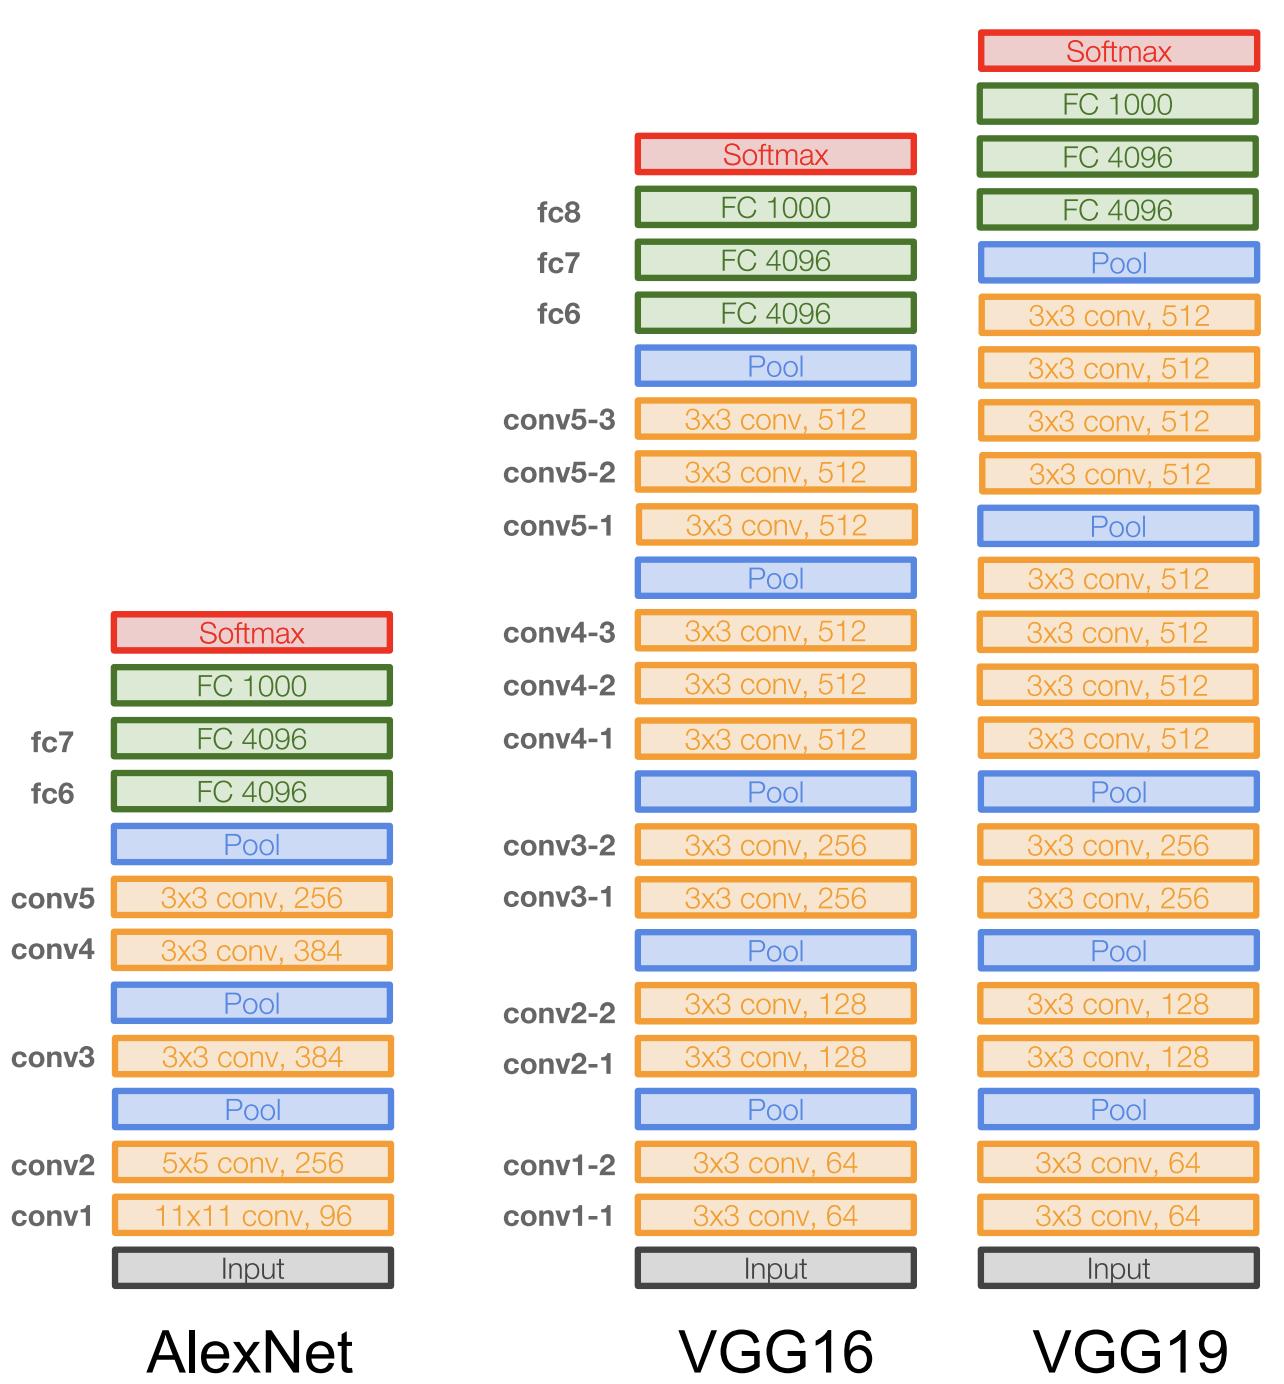 Softmax
FC 1000
fc7 FC 4096
fc6 FC 4096
Pool
conv5 3x3 conv, 256
conv4 3x3 conv, 384
Pool
conv3 3x3 conv, 384
Pool
conv2 5x5 conv, 256
conv1 11x11 conv, 96
Input
AlexNet
Softmax
fc8 FC 1000
fc7 FC 4096
fc6 FC 4096
Pool
conv5-3 3x3 conv, 512
conv5-2 3x3 conv, 512
conv5-1 3x3 conv, 512
Pool
conv4-3 3x3 conv, 512
conv4-2 3x3 conv, 512
conv4-1 3x3 conv, 512
Pool
conv3-2 3x3 conv, 256
conv3-1 3x3 conv, 256
Pool
conv2-2 3x3 conv, 128
conv2-1 3x3 conv, 128
Pool
conv1-2 3x3 conv, 64
conv1-1 3x3 conv, 64
Input
VGG16
Softmax
FC 1000
FC 4096
FC 4096
Pool
3x3 conv, 512
3x3 conv, 512
3x3 conv, 512
3x3 conv, 512
Pool
3x3 conv, 512
3x3 conv, 512
3x3 conv, 512
3x3 conv, 512
Pool
3x3 conv, 256
3x3 conv, 256
Pool
3x3 conv, 128
3x3 conv, 128
Pool
3x3 conv, 64
3x3 conv, 64
Input
VGG19